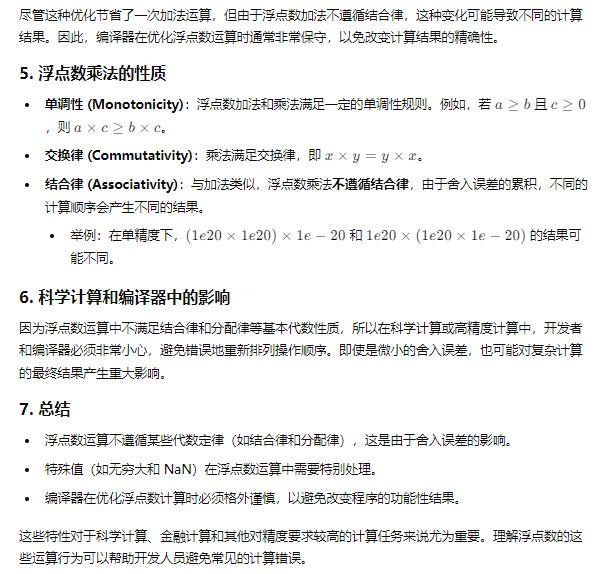 尽管这种优化节省了一次加法运算，但由于浮点数加法不遵循结合律，这种变化可能导致不同的计算
结果。因此，编译器在优化浮点数运算时通常非常保守，以免改变计算结果的精确性。
5. 浮点数乘法的性质
• 单调性 (Monotonicity)：浮点数加法和乘法满足一定的单调性规则。例如，若 a ≥ b 且 c ≥ 0
，则 a × c ≥ b × c。
• 交换律 (Commutativity)：乘法满足交换律，即 x × y = y × x。
• 结合律 (Associativity)：与加法类似，浮点数乘法不遵循结合律，由于舍入误差的累积，不同的
计算顺序会产生不同的结果。
• 举例：在单精度下，(1e20 × 1e20) × 1e − 20 和 1e20 × (1e20 × 1e − 20) 的结果可
能不同。
6. 科学计算和编译器中的影响
因为浮点数运算中不满足结合律和分配律等基本代数性质，所以在科学计算或高精度计算中，开发者
和编译器必须非常小心，避免错误地重新排列操作顺序。即使是微小的舍入误差，也可能对复杂计算
的最终结果产生重大影响。
7. 总结
• 浮点数运算不遵循某些代数定律（如结合律和分配律），这是由于舍入误差的影响。
• 特殊值（如无穷大和 NaN）在浮点数运算中需要特别处理。
• 编译器在优化浮点数计算时必须格外谨慎，以避免改变程序的功能性结果。
这些特性对于科学计算、金融计算和其他对精度要求较高的计算任务来说尤为重要。理解浮点数的这
些运算行为可以帮助开发人员避免常见的计算错误。